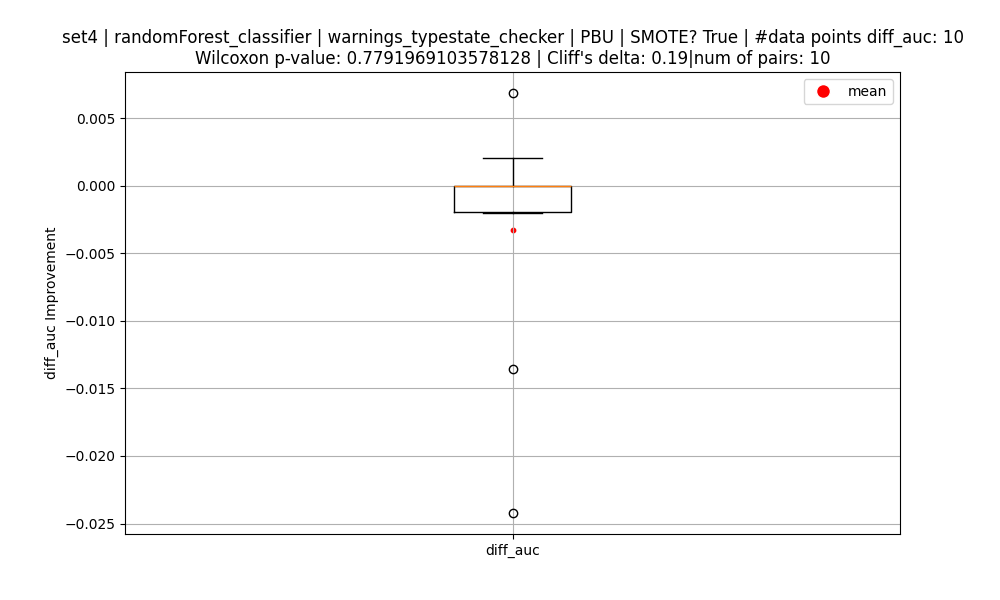 set4 | randomForest_classifier | warnings_typestate_checker | PBU | SMOTE? True | #data points diff_auc: 10
Wilcoxon p-value: 0.7791969103578128 | Cliff's delta: 0.19|num of pairs: 10
mean
0.005
0.000
−0.005
−0.010
−0.015
−0.020
−0.025
diff_auc Improvement
diff_auc